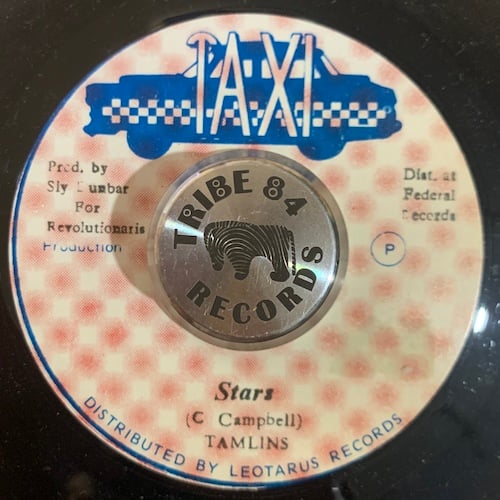 TAXI
Prod. by
Sly Dunbar
For
Revolutionaris
Production
Dist. at
Federal
Records
P
TRIBE 84
RECORDS
Stars
(C Campbell)
TAMLINS
DISTRIBUTED BY LEOTARUS RECORDS